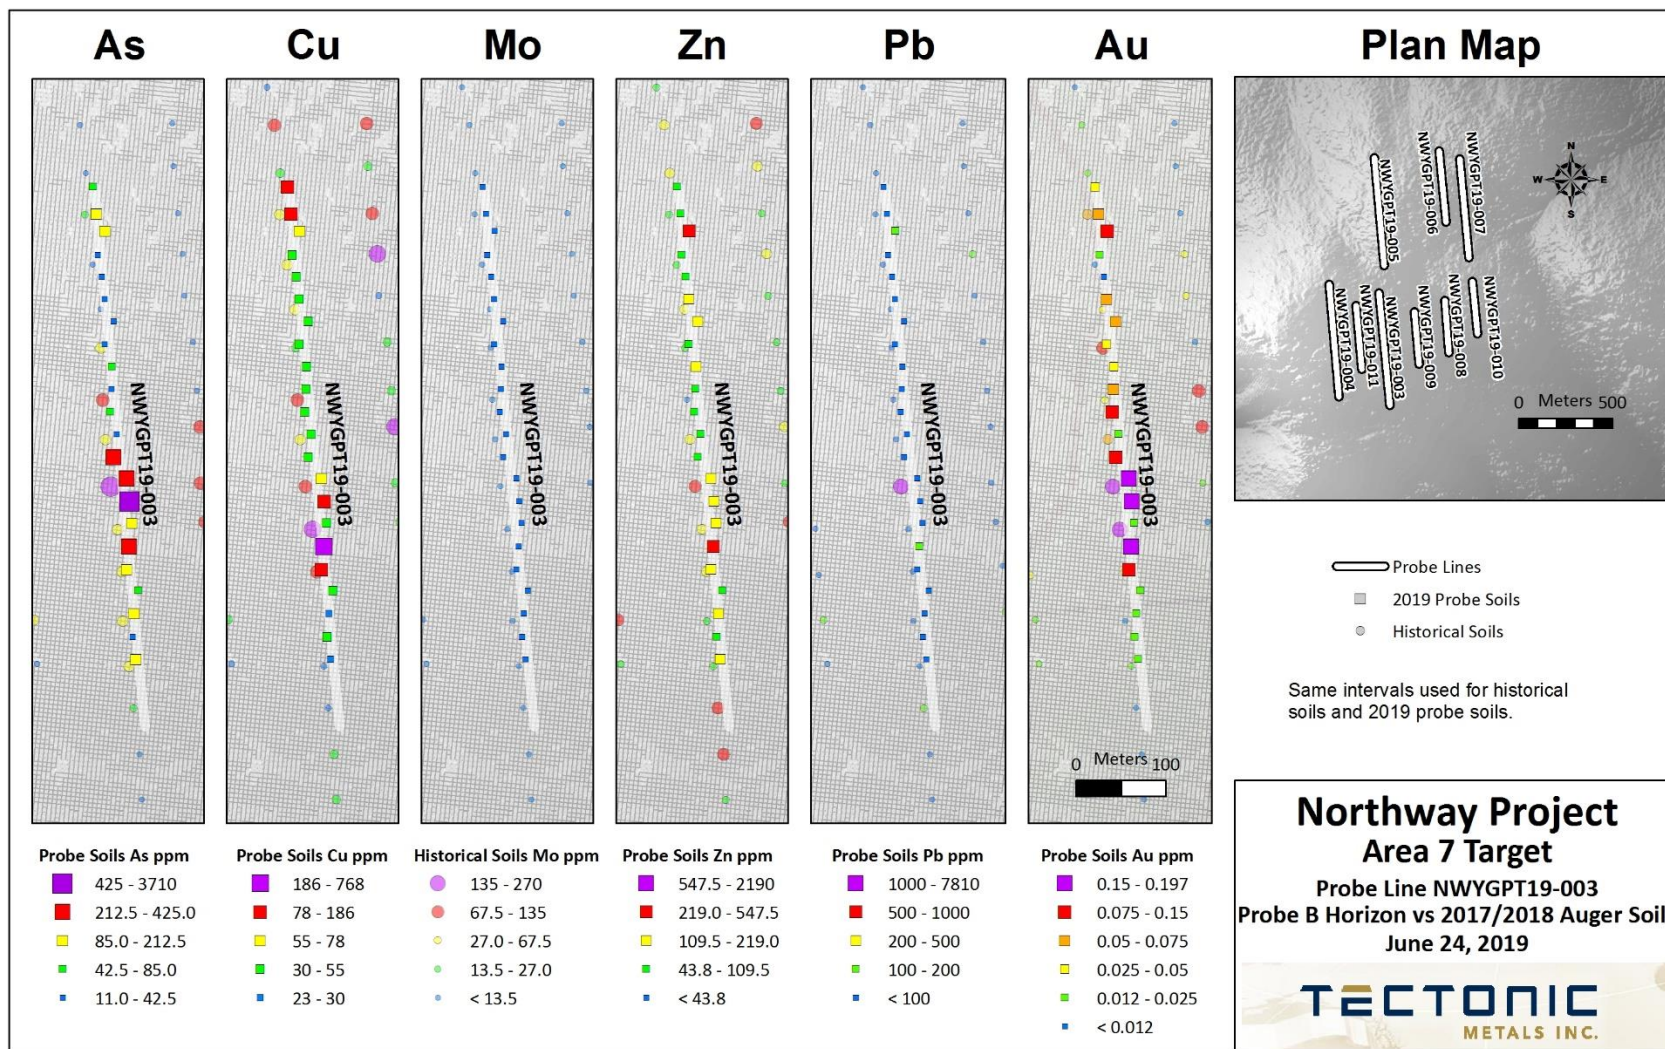 As
Cu
Mo
Zn
Pb
Au
Plan Map
NWYGPT19-003
NWYGPT19-003
NWYGPT19-003
NWYGPT19-003
NWYGPT19-003
NWYGPT19-003
0 Meters 100
NWYGPT19-005
NWYGPT19-006
NWYGPT19-007
NWYGPT19-004
NWYGPT19-011
NWYGPT19-003
NWYGPT19-009
NWYGPT19-008
NWYGPT19-010
N
W
E
S
0 Meters 500
Probe Lines
2019 Probe Soils
Historical Soils
Same intervals used for historical
soils and 2019 probe soils.
Probe Soils As ppm
425 - 3710
212.5 - 425.0
85.0 - 212.5
42.5 - 85.0
11.0 - 42.5
Probe Soils Cu ppm
186 - 768
78 - 186
55 - 78
30 - 55
23 - 30
Historical Soils Mo ppm
135 - 270
67.5 - 135
27.0 - 67.5
13.5 - 27.0
< 13.5
Probe Soils Zn ppm
547.5 - 2190
219.0 - 547.5
109.5 - 219.0
43.8 - 109.5
< 43.8
Probe Soils Pb ppm
1000 - 7810
500 - 1000
200 - 500
100 - 200
< 100
Probe Soils Au ppm
0.15 - 0.197
0.075 - 0.15
0.05 - 0.075
0.025 - 0.05
0.012 - 0.025
< 0.012
Northway Project
Area 7 Target
Probe Line NWYGPT19-003
Probe B Horizon vs 2017/2018 Auger Soil
June 24, 2019
TECTONIC
METALS INC.